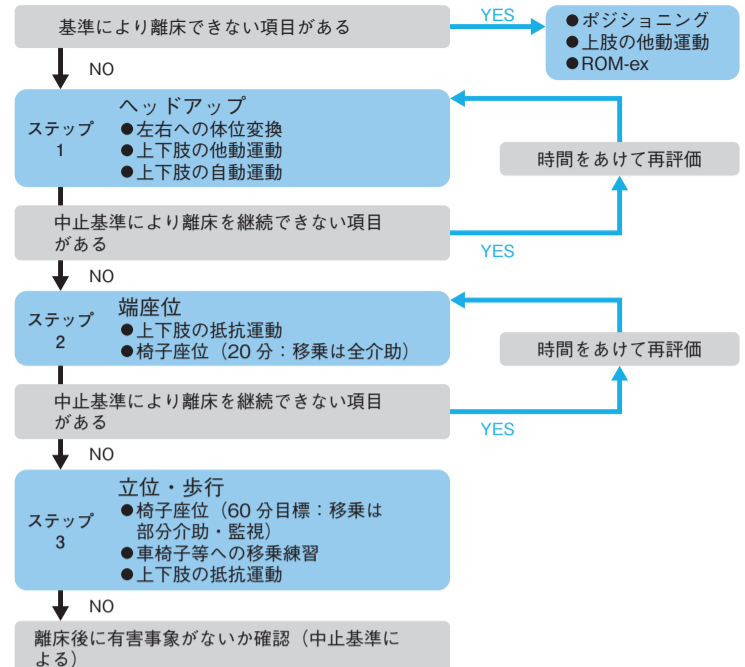 基準により離床できない項目がある
YES
●ポジショニング
●上肢の他動運動
●ROM-ex
NO
ステップ
1
ヘッドアップ
●左右への体位変換
●上下肢の他動運動
●上下肢の自動運動
時間をあけて再評価
中止基準により離床を継続できない項目
がある
YES
NO
ステップ
2
端座位
●上下肢の抵抗運動
●椅子座位（20 分：移乗は全介助）
時間をあけて再評価
中止基準により離床を継続できない項目
がある
YES
NO
ステップ
3
立位・歩行
●椅子座位（60 分目標：移乗は
部分介助・監視）
●車椅子等への移乗練習
●上下肢の抵抗運動
NO
離床後に有害事象がないか確認（中止基準に
よる）